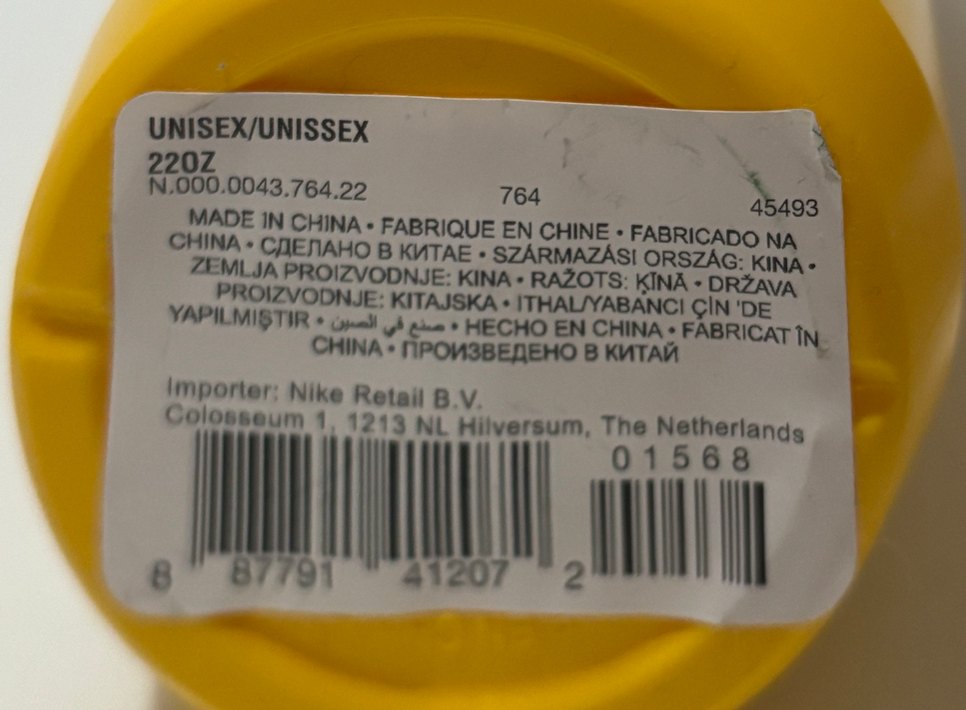 UNISEX/UNISSEX
22OZ
N.000.0043.764.22 764 45493
MADE IN CHINA • FABRIQUE EN CHINE • FABRICADO NA
CHINA • СДЕЛАНО В КИТАЕ • SZÁRMAZÁSI ORSZÁG: KINA •
ZEMLJA PROIZVODNJE: KINA • RAŽOTS: ĶĪNĀ • DRŽAVA
PROIZVODNJE: KITAJSKA • ITHAL/YABANCI ÇİN 'DE
YAPILMIŞTIR • صنع في الصين • HECHO EN CHINA • FABRICAT ÎN
CHINA • ПРОИЗВЕДЕНО В КИТАЙ
Importer: Nike Retail B.V.
Colosseum 1, 1213 NL Hilversum, The Netherlands
01568
8 87791 41207 2